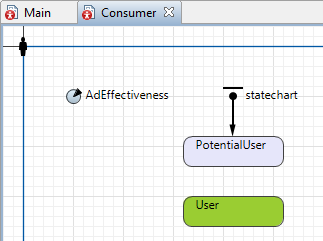 Main
Consumer
AdEffectiveness
statechart
PotentialUser
User